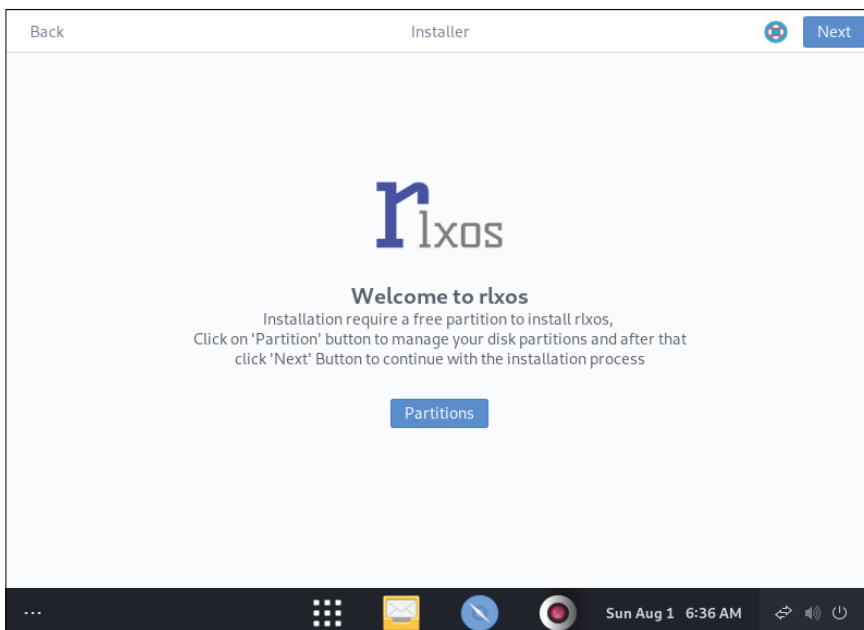 Back Installer Next
rlxos
Welcome to rlxos
Installation require a free partition to install rlxos,
Click on 'Partition' button to manage your disk partitions and after that
click 'Next' Button to continue with the installation process
Partitions
... Sun Aug 1 6:36 AM